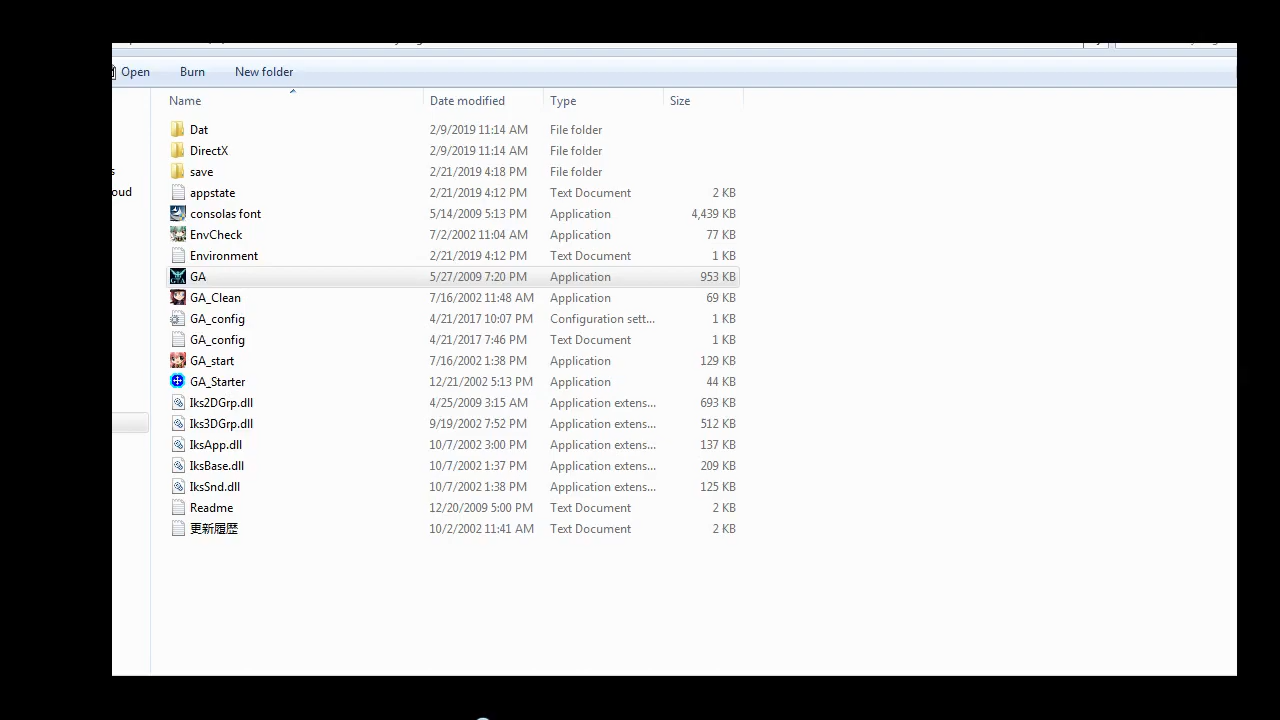 Open Burn New folder
Name Date modified Type Size
Dat 2/9/2019 11:14 AM File folder
DirectX 2/9/2019 11:14 AM File folder
save 2/21/2019 4:18 PM File folder
appstate 2/21/2019 4:12 PM Text Document 2 KB
oud
consolas font 5/14/2009 5:13 PM Application 4,439 KB
EnvCheck 7/2/2002 11:04 AM Application 77 KB
Environment 2/21/2019 4:12 PM Text Document 1 KB
GA 5/27/2009 7:20 PM Application 953 KB
GA_Clean 7/16/2002 11:48 AM Application 69 KB
GA_config 4/21/2017 10:07 PM Configuration sett... 1 KB
GA_config 4/21/2017 7:46 PM Text Document 1 KB
GA_start 7/16/2002 1:38 PM Application 129 KB
GA_Starter 12/21/2002 5:13 PM Application 44 KB
Iks2DGrp.dll 4/25/2009 3:15 AM Application extens... 693 KB
Iks3DGrp.dll 9/19/2002 7:52 PM Application extens... 512 KB
IksApp.dll 10/7/2002 3:00 PM Application extens... 137 KB
IksBase.dll 10/7/2002 1:37 PM Application extens... 209 KB
IksSnd.dll 10/7/2002 1:38 PM Application extens... 125 KB
Readme 12/20/2009 5:00 PM Text Document 2 KB
更新履歴 10/2/2002 11:41 AM Text Document 2 KB